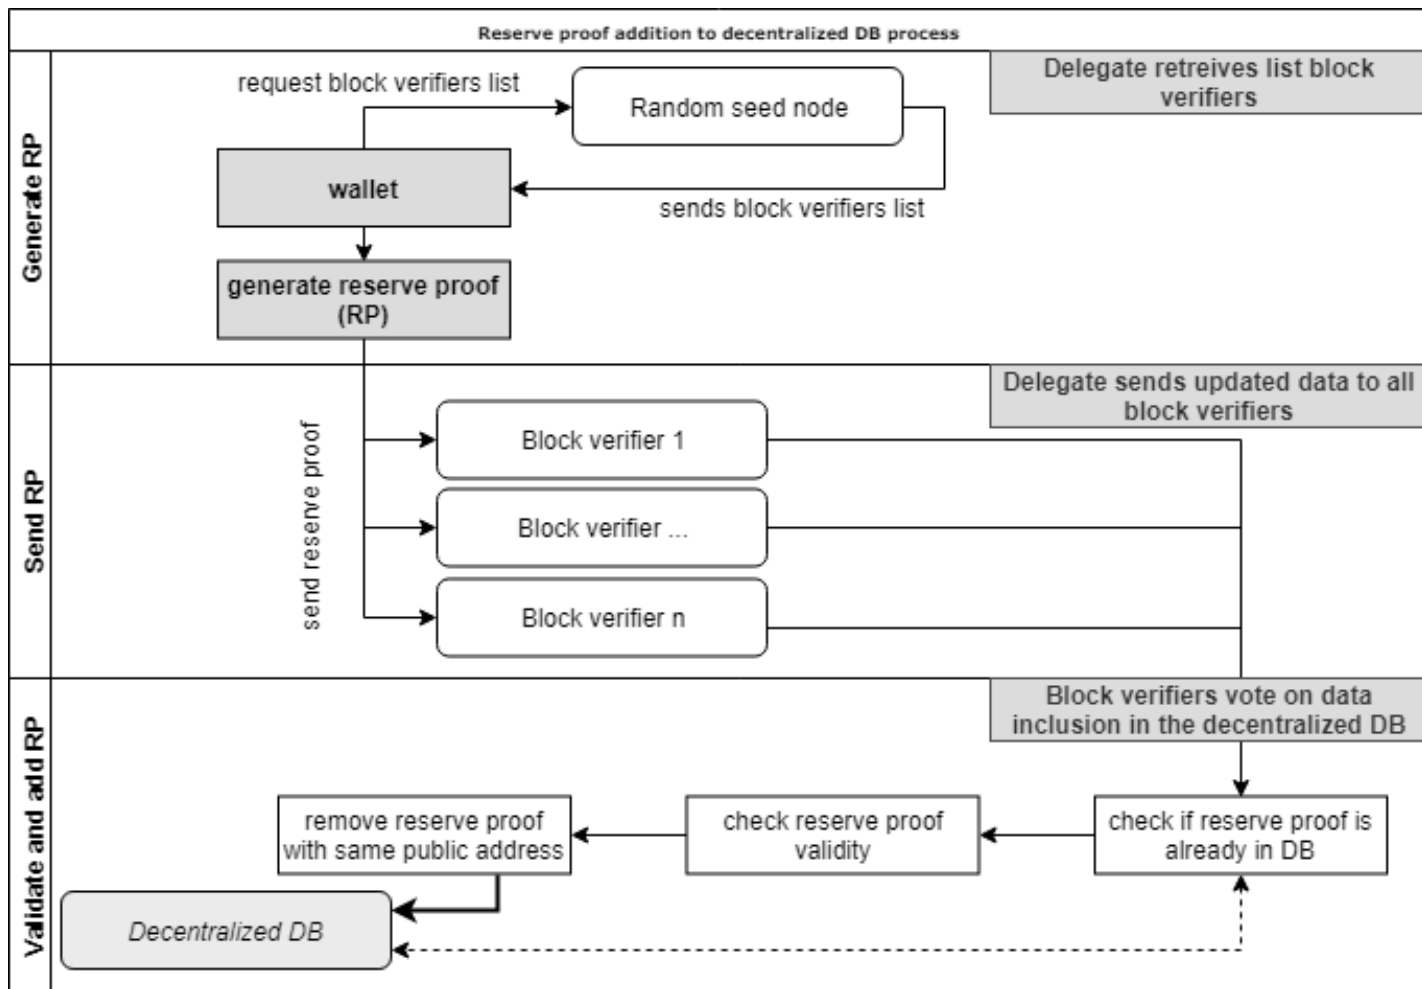 Reserve proof addition to decentralized DB process
Generate RP
request block verifiers list
Random seed node
Delegate retreives list block
verifiers
wallet
sends block verifiers list
generate reserve proof
(RP)
Send RP
Delegate sends updated data to all
block verifiers
send reserve proof
Block verifier 1
Block verifier ...
Block verifier n
Validate and add RP
Block verifiers vote on data
inclusion in the decentralized DB
check if reserve proof is
already in DB
check reserve proof
validity
remove reserve proof
with same public address
Decentralized DB